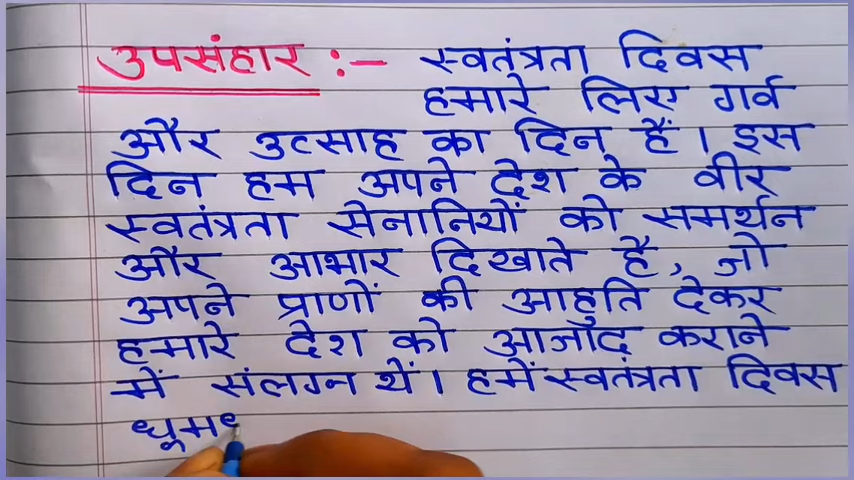 उपसंहार :- स्वतंत्रता दिवस
हमारे लिए गर्व
और उत्साह का दिन हैं। इस
दिन हम अपने देश के वीर
स्वतंत्रता सेनानियों को समर्थन
और आभार दिखाते है, जो
अपने प्राणों की आहुति देकर
हमारे देश को आजाद कराने
में संलग्न थें। हमें स्वतंत्रता दिवस
धूमध